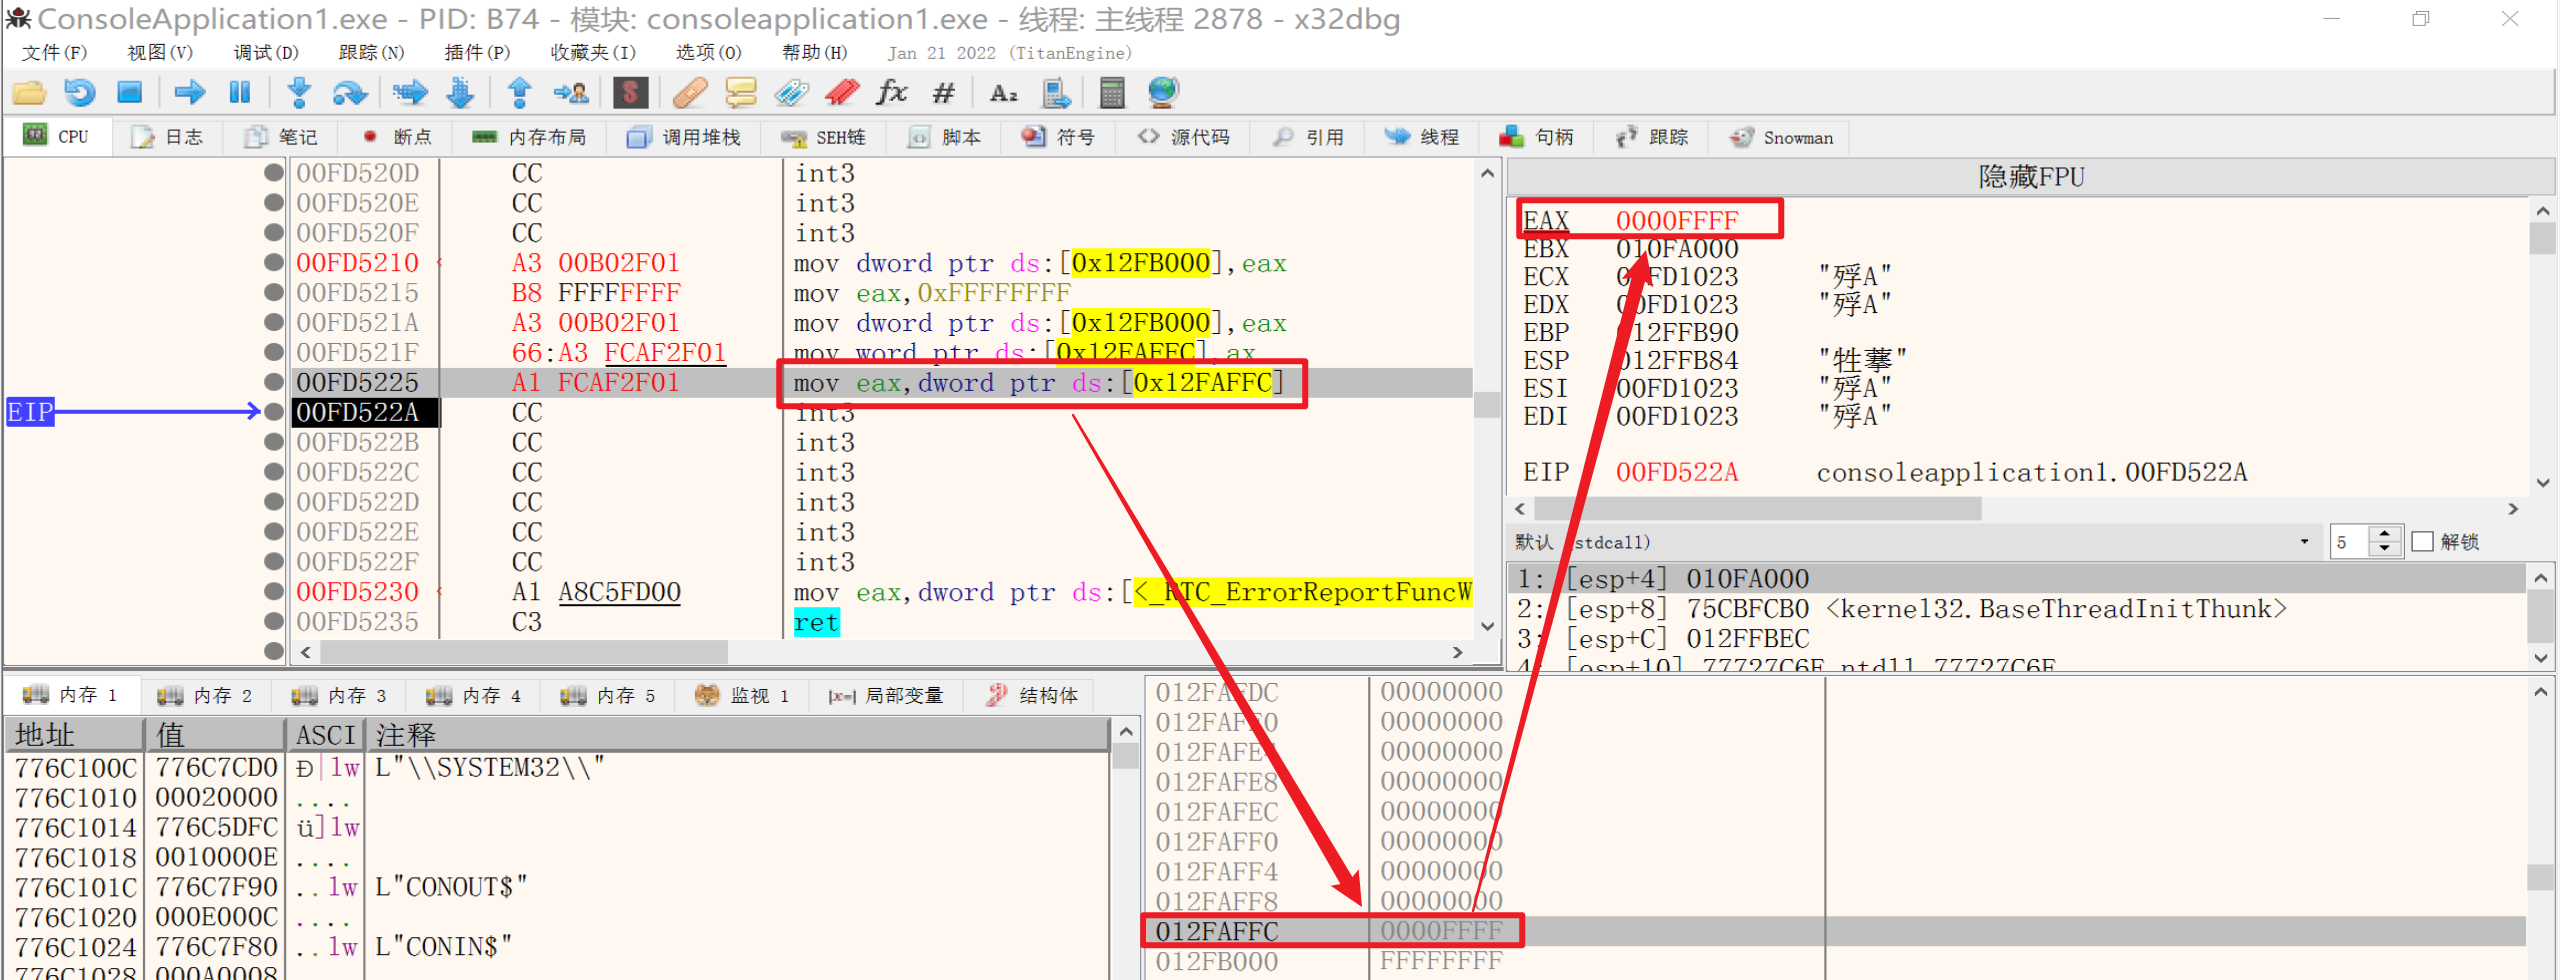 ConsoleApplication1.exe - PID: B74 - 模块: consoleapplication1.exe - 线程: 主线程 2878 - x32dbg
文件(F) 视图(V) 调试(D) 跟踪(N) 插件(P) 收藏夹(I) 选项(O) 帮助(H) Jan 21 2022 (TitanEngine)
CPU 日志 笔记 断点 内存布局 调用堆栈 SEH链 脚本 符号 源代码 引用 线程 句柄 跟踪 Snowman
00FD520D CC int3
00FD520E CC int3
00FD520F CC int3
00FD5210 A3 00B02F01 mov dword ptr ds:[0x12FB000],eax
00FD5215 B8 FFFFFFFF mov eax,0xFFFFFFFF
00FD521A A3 00B02F01 mov dword ptr ds:[0x12FB000],eax
00FD521F 66:A3 FCAF2F01 mov word ptr ds:[0x12FAFFC],ax
00FD5225 A1 FCAF2F01 mov eax,dword ptr ds:[0x12FAFFC]
EIP 00FD522A CC int3
00FD522B CC int3
00FD522C CC int3
00FD522D CC int3
00FD522E CC int3
00FD522F CC int3
00FD5230 A1 A8C5FD00 mov eax,dword ptr ds:[<_RTC_ErrorReportFuncW
00FD5235 C3 ret
隐藏FPU
EAX 0000FFFF
EBX 010FA000
ECX 00FD1023 "殍A"
EDX 00FD1023 "殍A"
EBP 012FFB90
ESP 012FFB84
ESI 00FD1023 "殍A"
EDI 00FD1023 "殍A"
EIP 00FD522A consoleapplication1.00FD522A
默认 (stdcall) 5 解锁
1: [esp+4] 010FA000
2: [esp+8] 75CBFCB0 <kernel32.BaseThreadInitThunk>
3: [esp+C] 012FFBEC
4: [esp+10] 77727C6E ntdll.77727C6E
内存 1 内存 2 内存 3 内存 4 内存 5 监视 1 局部变量 结构体
地址 值 ASCI 注释
776C100C 776C7CD0 Ð|lw L"\\SYSTEM32\\"
776C1010 00020000 ....
776C1014 776C5DFC ü]lw
776C1018 0010000E ....
776C101C 776C7F90 ..lw L"CONOUT$"
776C1020 000E000C ....
776C1024 776C7F80 ..lw L"CONIN$"
776C1028 000A0008
012FAFDC 00000000
012FAFE0 00000000
012FAFE4 00000000
012FAFE8 00000000
012FAFEC 00000000
012FAFF0 00000000
012FAFF4 00000000
012FAFF8 00000000
012FAFFC 0000FFFF
012FB000 FFFFFFFF